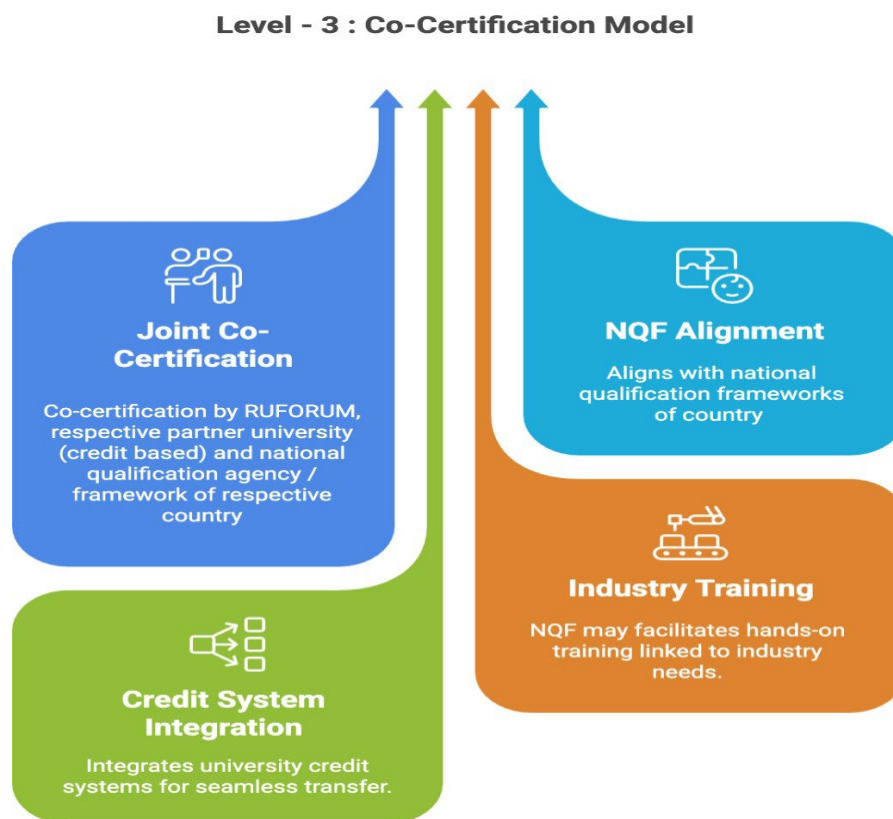 Level - 3 : Co-Certification Model
Joint Co-
Certification
Co-certification by RUFORUM,
respective partner university
(credit based) and national
qualification agency /
framework of respective
country
NQF Alignment
Aligns with national
qualification frameworks
of country
Credit System
Integration
Integrates university credit
systems for seamless transfer.
Industry Training
NQF may facilitates hands-on
training linked to industry
needs.